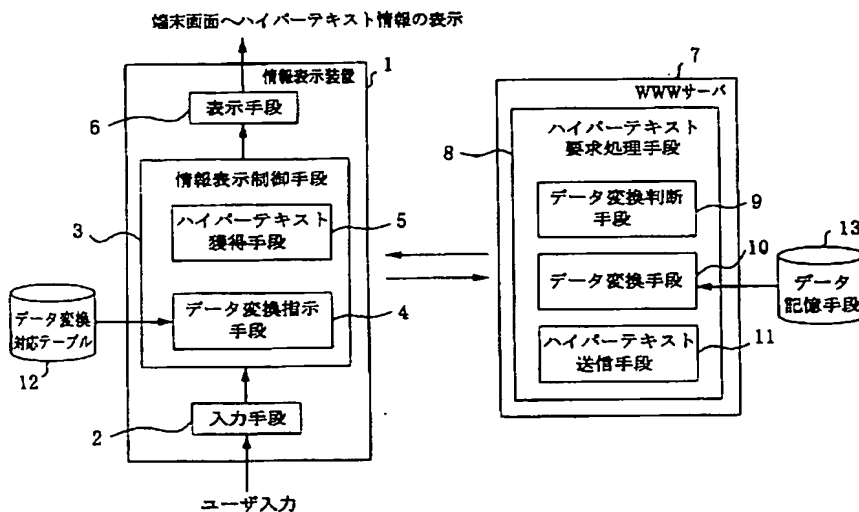 端末画面へハイパーテキスト情報の表示
1
情報表示装置
6
表示手段
情報表示制御手段
3
ハイパーテキスト
獲得手段
5
データ変換指示
手段
4
データ変換
対応テーブル
12
2
入力手段
ユーザ入力
7
WWWサーバ
8
ハイパーテキスト
要求処理手段
データ変換判断
手段
9
データ変換手段
10
ハイパーテキスト
送信手段
11
13
データ
記憶手段